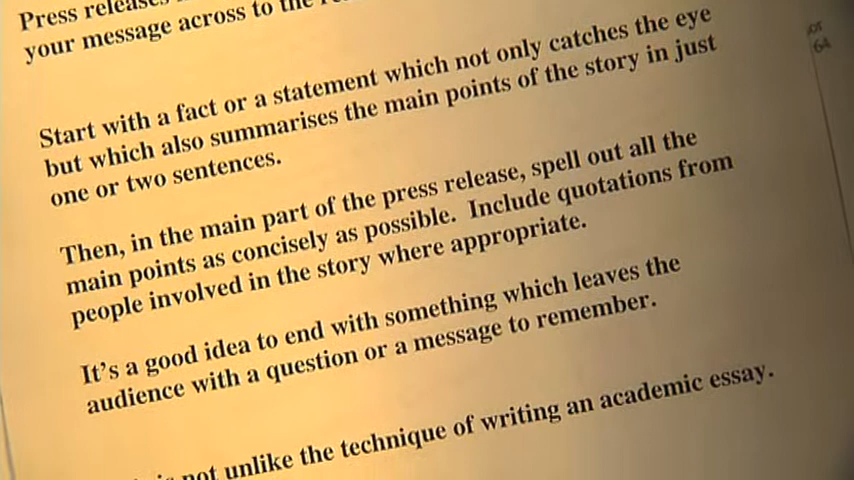 Press releases
your message across to the
Start with a fact or a statement which not only catches the eye
but which also summarises the main points of the story in just
one or two sentences.
Then, in the main part of the press release, spell out all the
main points as concisely as possible. Include quotations from
people involved in the story where appropriate.
It's a good idea to end with something which leaves the
audience with a question or a message to remember.
is not unlike the technique of writing an academic essay.
64